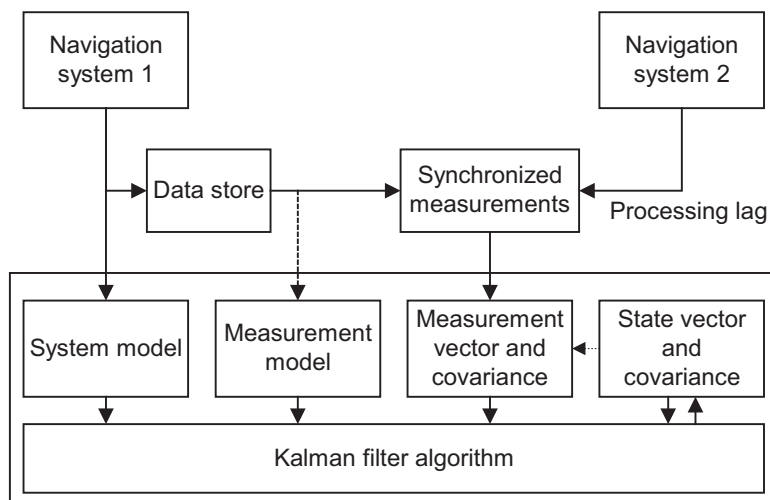 Navigation
system 1
Navigation
system 2
Data store
Synchronized
measurements
Processing lag
System model
Measurement
model
Measurement
vector and
covariance
State vector
and
covariance
Kalman filter algorithm